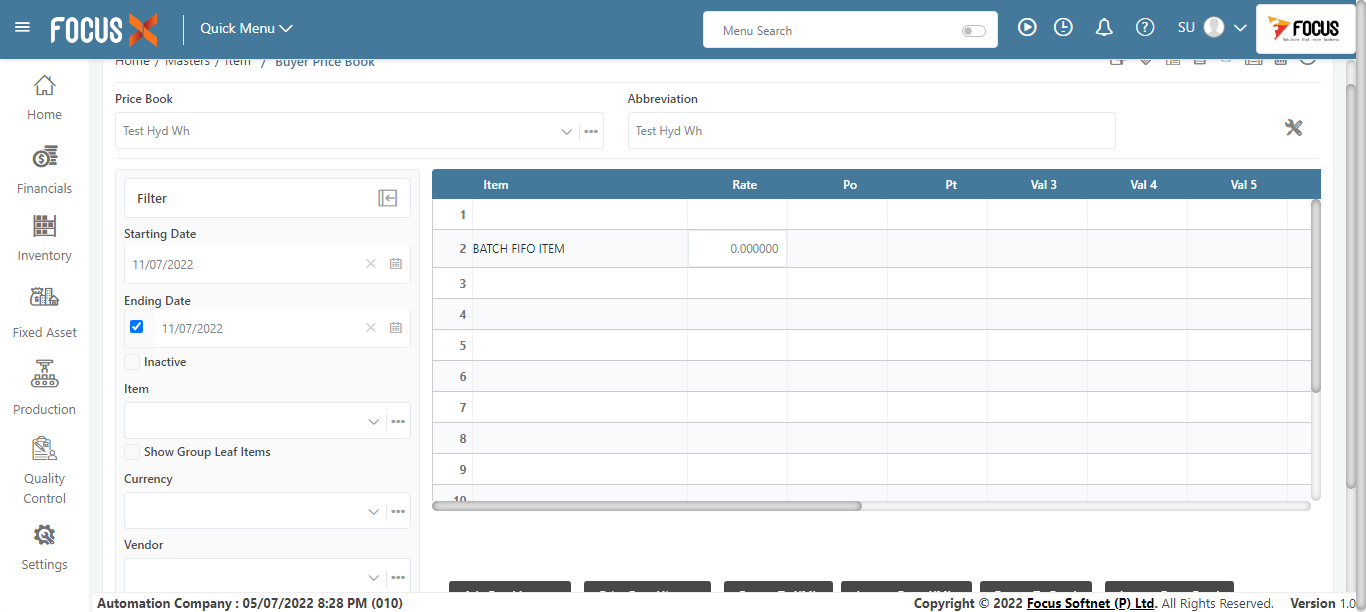 FOCUS X
Quick Menu
Menu Search
SU
FOCUS
Home / Masters / Item / Buyer Price Book
Home
Financials
Inventory
Fixed Asset
Production
Quality
Control
Settings
Price Book
Abbreviation
Test Hyd Wh
Test Hyd Wh
Filter
Starting Date
11/07/2022
Ending Date
11/07/2022
Inactive
Item
Show Group Leaf Items
Currency
Vendor
Item Rate Po Pt Val 3 Val 4 Val 5
1
2 BATCH FIFO ITEM 0.000000
3
4
5
6
7
8
9
10
Automation Company : 05/07/2022 8:28 PM (010)
Copyright © 2022 Focus Softnet (P) Ltd. All Rights Reserved. Version 1.0